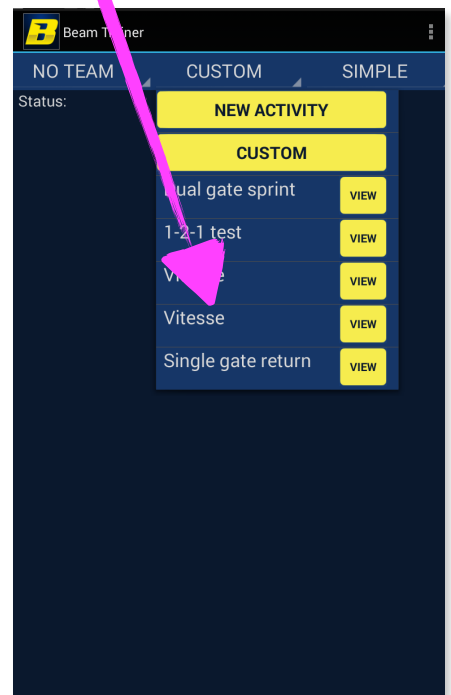 B Beam Trainer
NO TEAM CUSTOM SIMPLE
Status:
NEW ACTIVITY
CUSTOM
Dual gate sprint VIEW
1-2-1 test VIEW
VIEW
Vitesse VIEW
Single gate return VIEW